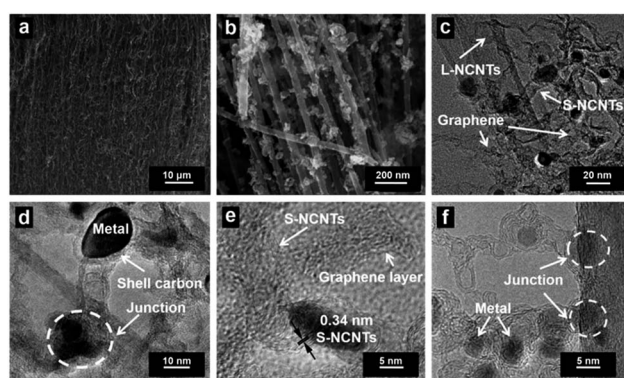 a
10 µm
b
200 nm
c
L-NCNTs
S-NCNTs
Graphene
20 nm
d
Metal
Shell carbon
Junction
10 nm
e
S-NCNTs
Graphene layer
0.34 nm
S-NCNTs
5 nm
f
Junction
Metal
5 nm